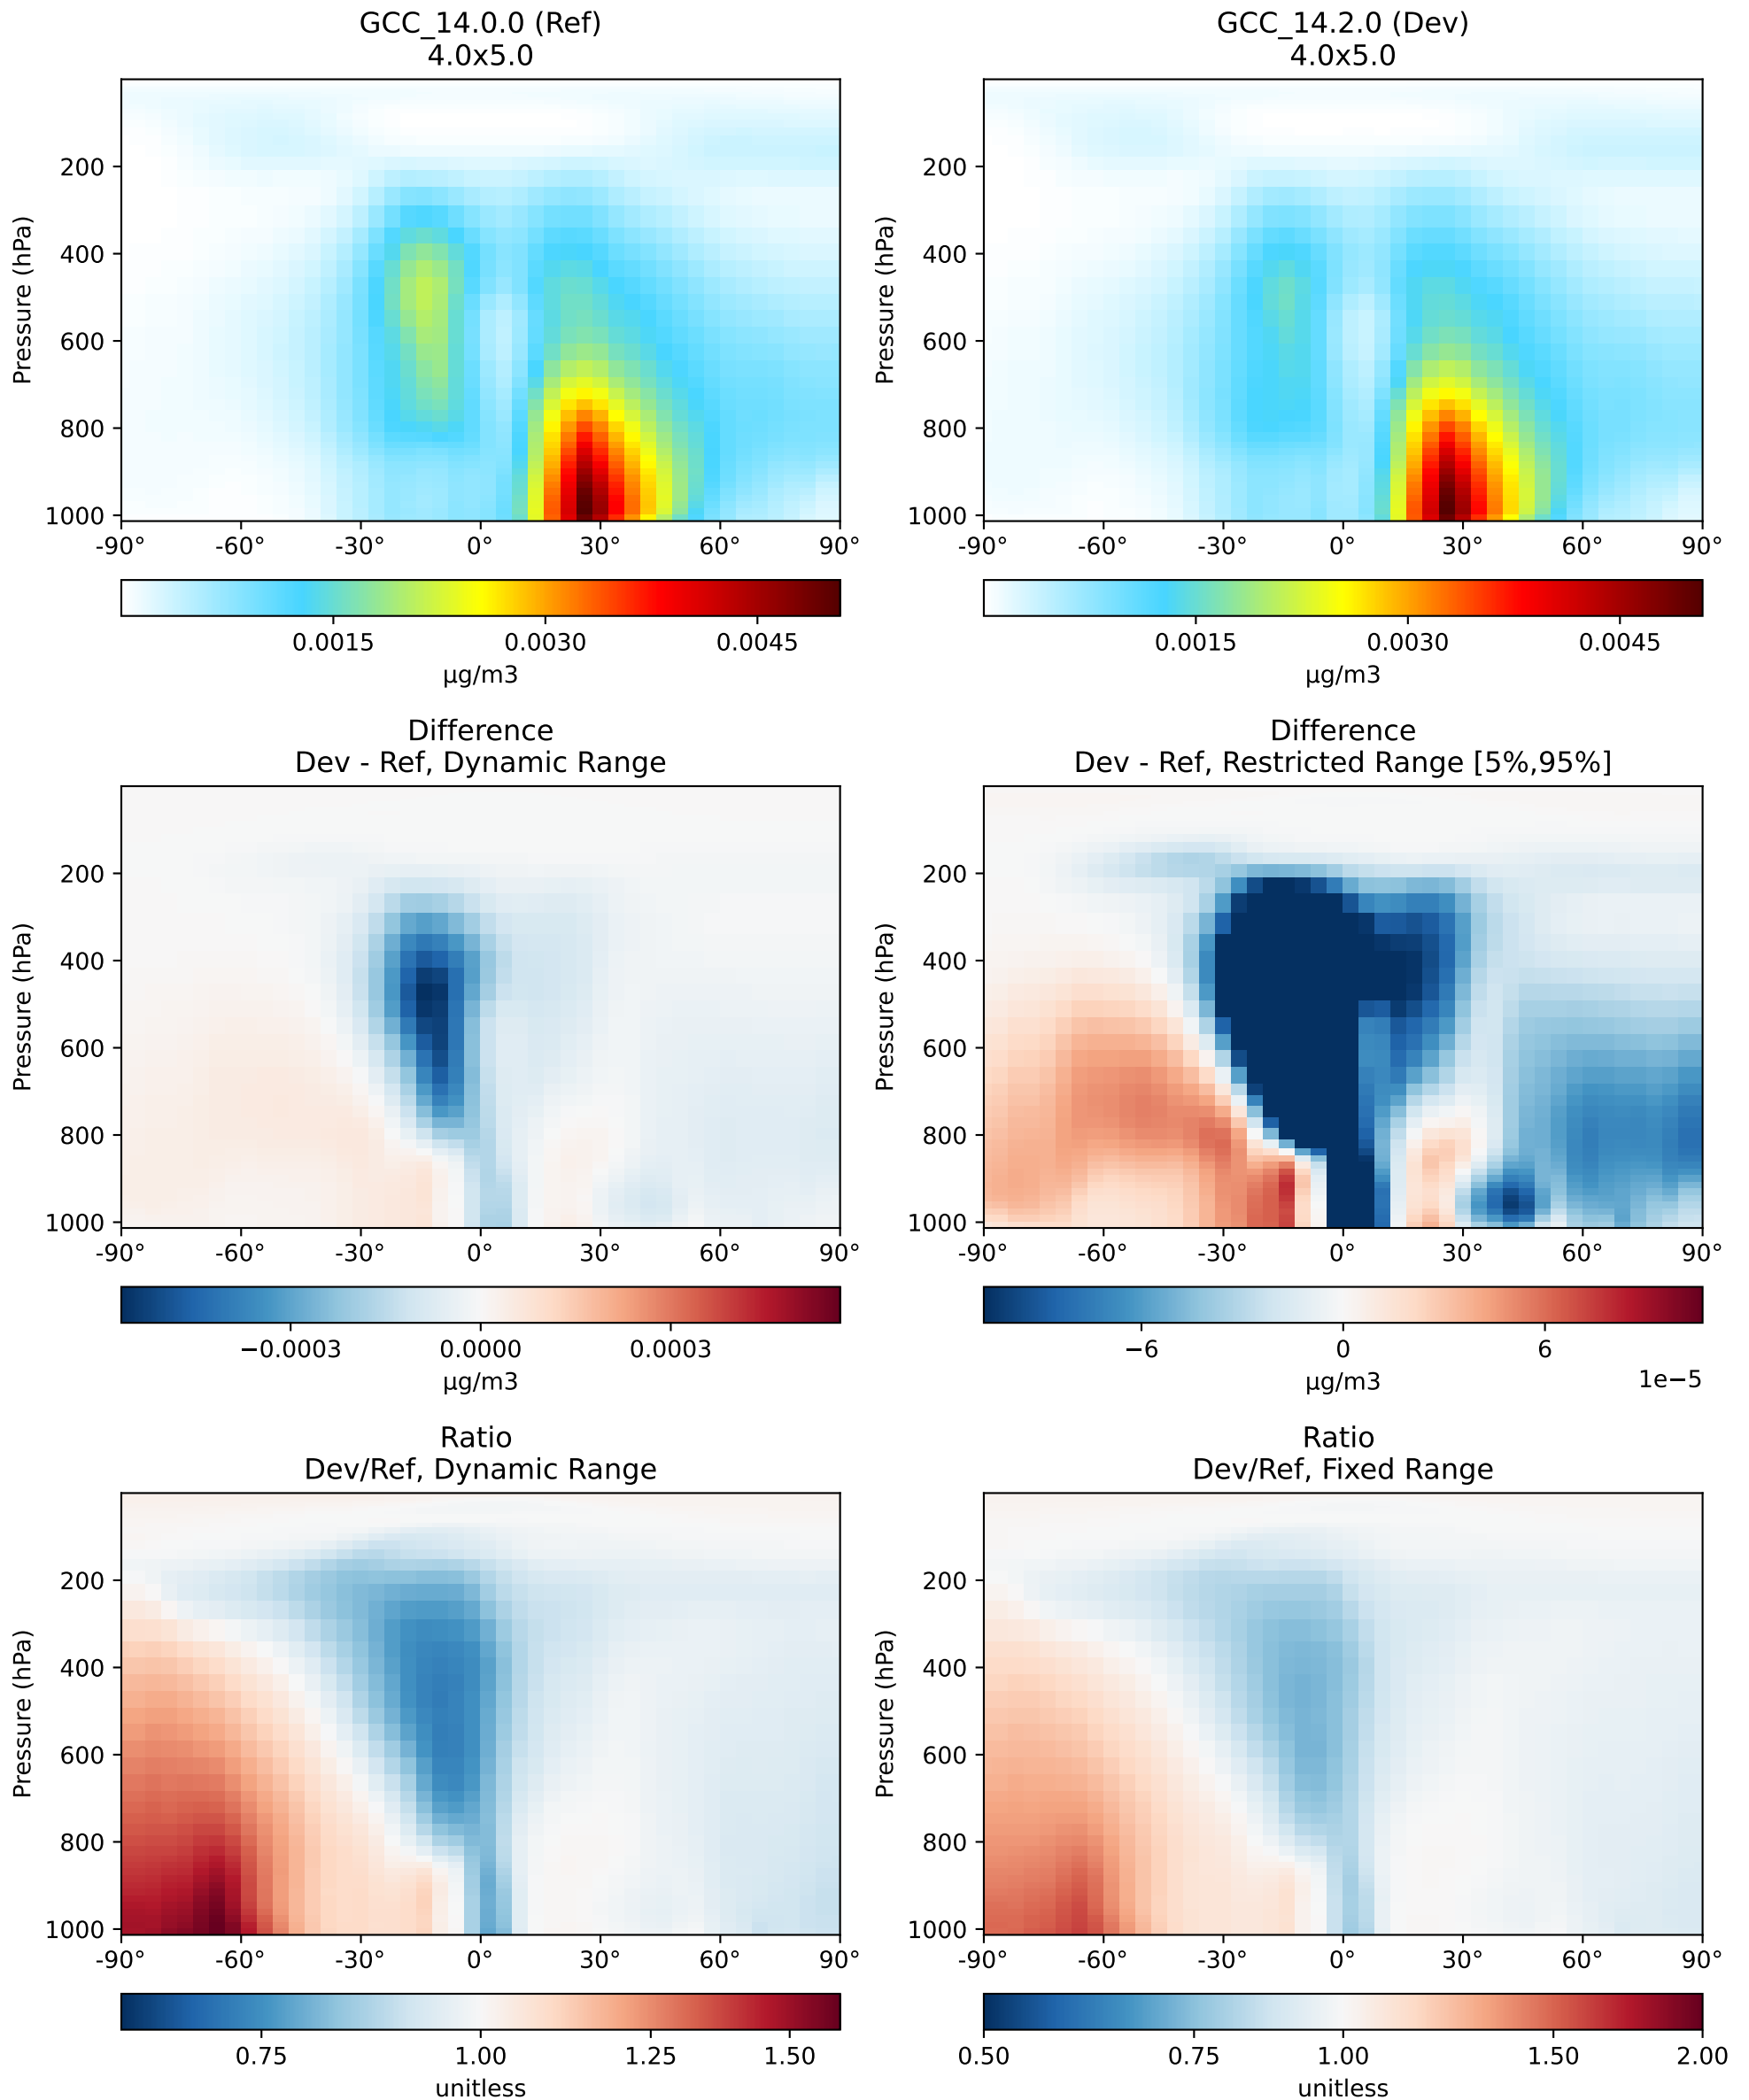 GCC_14.0.0 (Ref)
4.0x5.0
Pressure (hPa)
200
400
600
800
1000
-90° -60° -30° 0° 30° 60° 90°
0.0015 0.0030 0.0045
μg/m3
GCC_14.2.0 (Dev)
4.0x5.0
Pressure (hPa)
200
400
600
800
1000
-90° -60° -30° 0° 30° 60° 90°
0.0015 0.0030 0.0045
μg/m3
Difference
Dev - Ref, Dynamic Range
Pressure (hPa)
200
400
600
800
1000
-90° -60° -30° 0° 30° 60° 90°
−0.0003 0.0000 0.0003
μg/m3
Difference
Dev - Ref, Restricted Range [5%,95%]
Pressure (hPa)
200
400
600
800
1000
-90° -60° -30° 0° 30° 60° 90°
−6 0 6
μg/m3
1e−5
Ratio
Dev/Ref, Dynamic Range
Pressure (hPa)
200
400
600
800
1000
-90° -60° -30° 0° 30° 60° 90°
0.75 1.00 1.25 1.50
unitless
Ratio
Dev/Ref, Fixed Range
Pressure (hPa)
200
400
600
800
1000
-90° -60° -30° 0° 30° 60° 90°
0.50 0.75 1.00 1.50 2.00
unitless